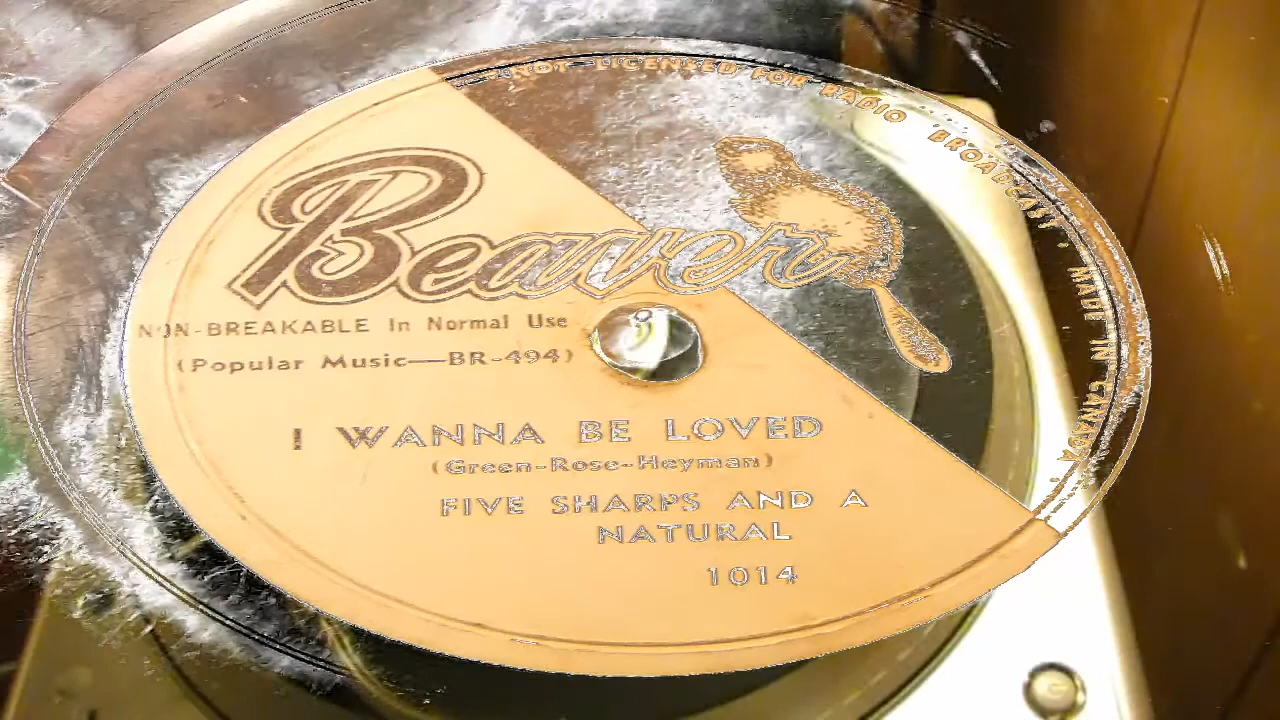 NOT LICENSED FOR RADIO BROADCAST · MADE IN CANADA
Beaver
NON-BREAKABLE In Normal Use
(Popular Music—BR-494)
I WANNA BE LOVED
(Green-Rose-Heyman)
FIVE SHARPS AND A
NATURAL
1014